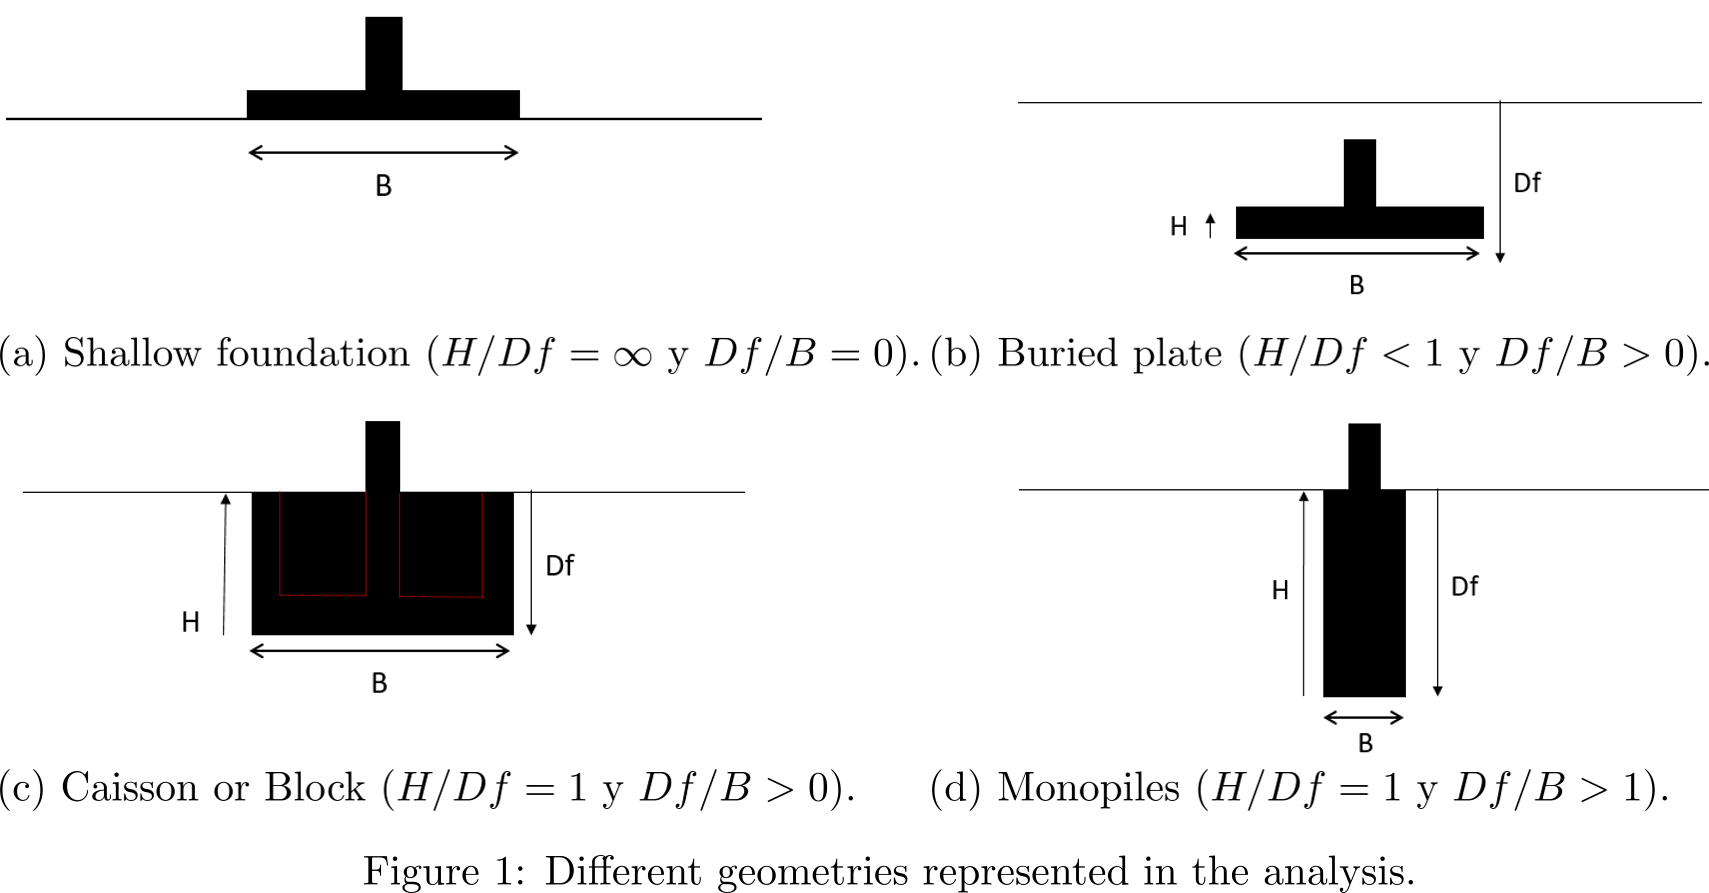 B
Df
H
B
(a) Shallow foundation (H/Df = ∞ y Df/B = 0).
(b) Buried plate (H/Df < 1 y Df/B > 0).
Df
H
B
H
Df
B
(c) Caisson or Block (H/Df = 1 y Df/B > 0).
(d) Monopiles (H/Df = 1 y Df/B > 1).
Figure 1: Different geometries represented in the analysis.